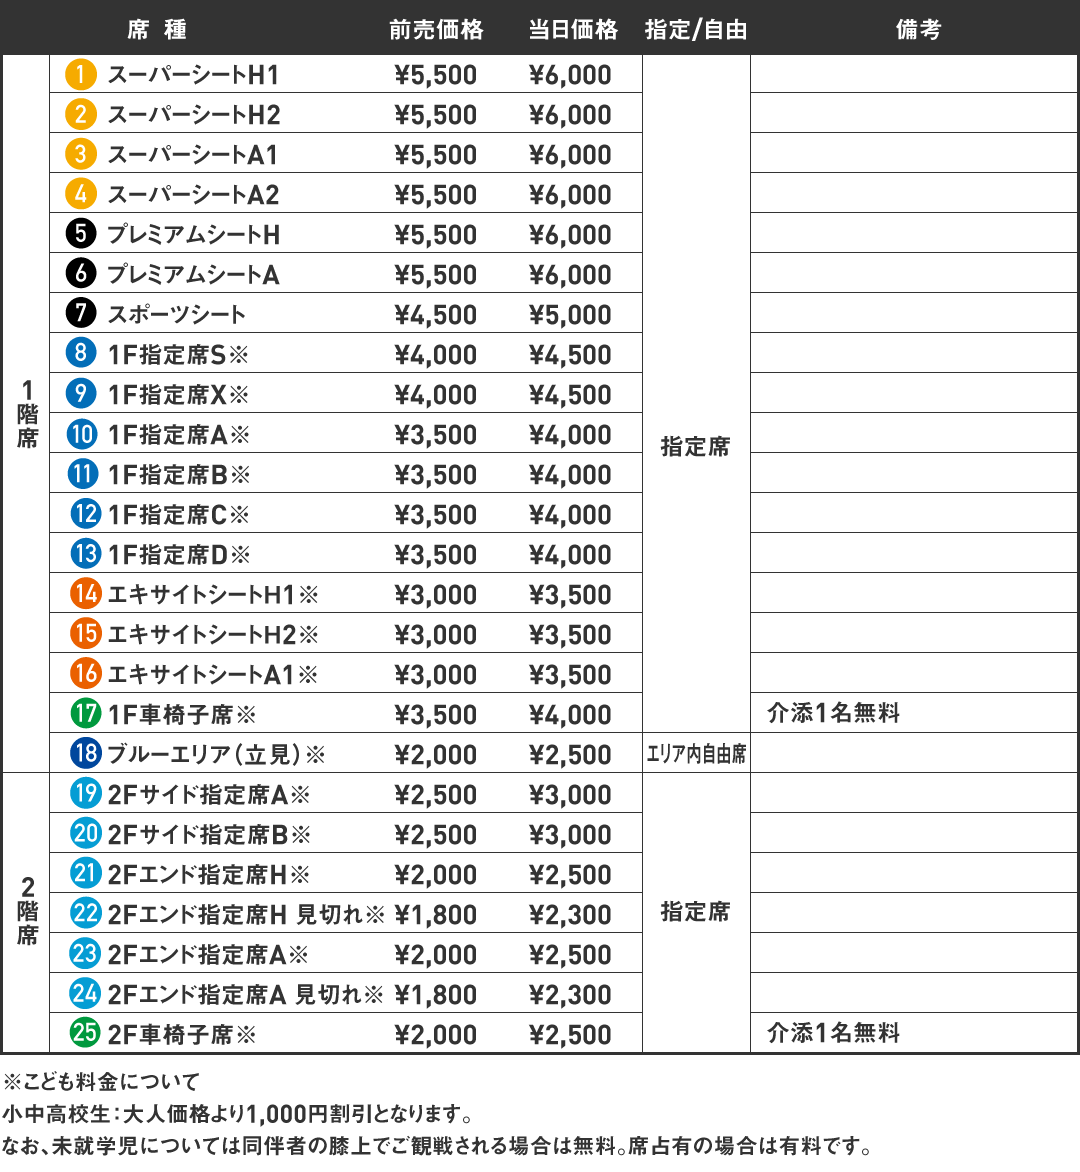 席 種 前売価格 当日価格 指定/自由 備考
1階席
指定席
1 スーパーシートH1 ¥5,500 ¥6,000
2 スーパーシートH2 ¥5,500 ¥6,000
3 スーパーシートA1 ¥5,500 ¥6,000
4 スーパーシートA2 ¥5,500 ¥6,000
5 プレミアムシートH ¥5,500 ¥6,000
6 プレミアムシートA ¥5,500 ¥6,000
7 スポーツシート ¥4,500 ¥5,000
8 1F指定席S※ ¥4,000 ¥4,500
9 1F指定席X※ ¥4,000 ¥4,500
10 1F指定席A※ ¥3,500 ¥4,000
11 1F指定席B※ ¥3,500 ¥4,000
12 1F指定席C※ ¥3,500 ¥4,000
13 1F指定席D※ ¥3,500 ¥4,000
14 エキサイトシートH1※ ¥3,000 ¥3,500
15 エキサイトシートH2※ ¥3,000 ¥3,500
16 エキサイトシートA1※ ¥3,000 ¥3,500
17 1F車椅子席※ ¥3,500 ¥4,000 介添1名無料
18 ブルーエリア(立見)※ ¥2,000 ¥2,500 エリア内自由席
2階席
指定席
19 2Fサイド指定席A※ ¥2,500 ¥3,000
20 2Fサイド指定席B※ ¥2,500 ¥3,000
21 2Fエンド指定席H※ ¥2,000 ¥2,500
22 2Fエンド指定席H 見切れ※ ¥1,800 ¥2,300
23 2Fエンド指定席A※ ¥2,000 ¥2,500
24 2Fエンド指定席A 見切れ※ ¥1,800 ¥2,300
25 2F車椅子席※ ¥2,000 ¥2,500 介添1名無料
※こども料金について
小中高校生：大人価格より1,000円割引となります。
なお、未就学児については同伴者の膝上でご観戦される場合は無料。席占有の場合は有料です。